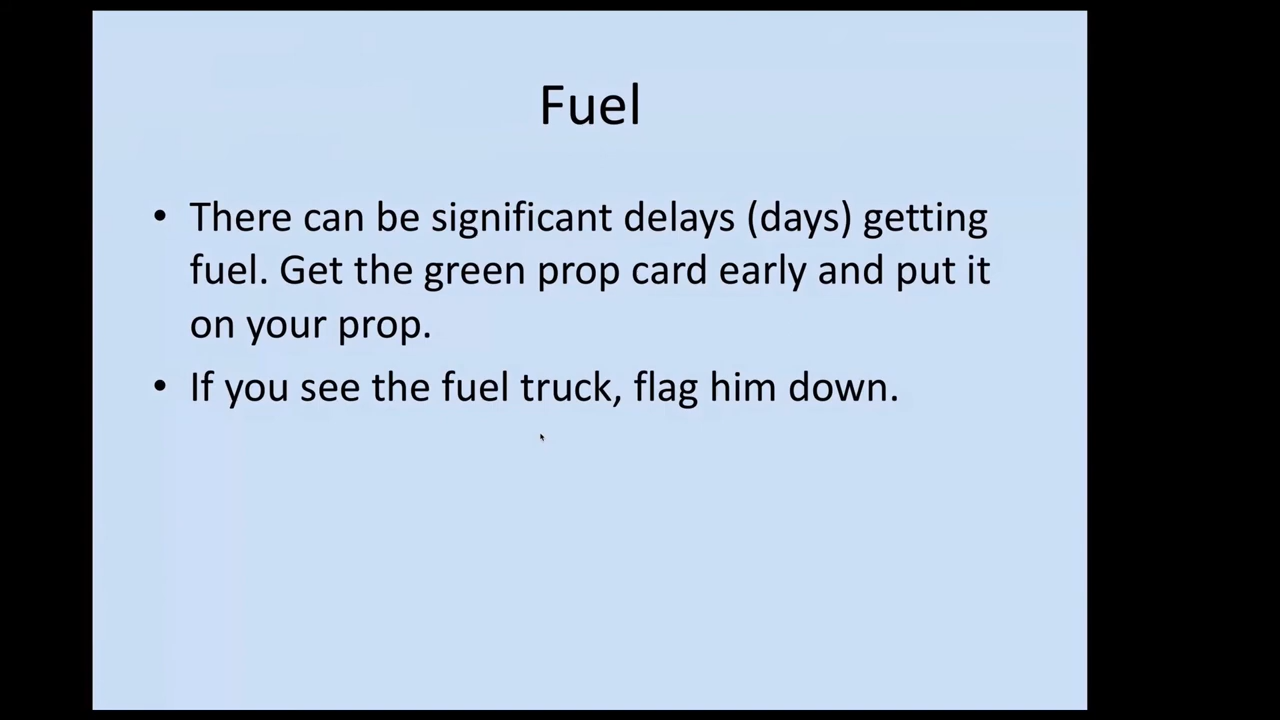 Fuel
• There can be significant delays (days) getting
fuel. Get the green prop card early and put it
on your prop.
• If you see the fuel truck, flag him down.